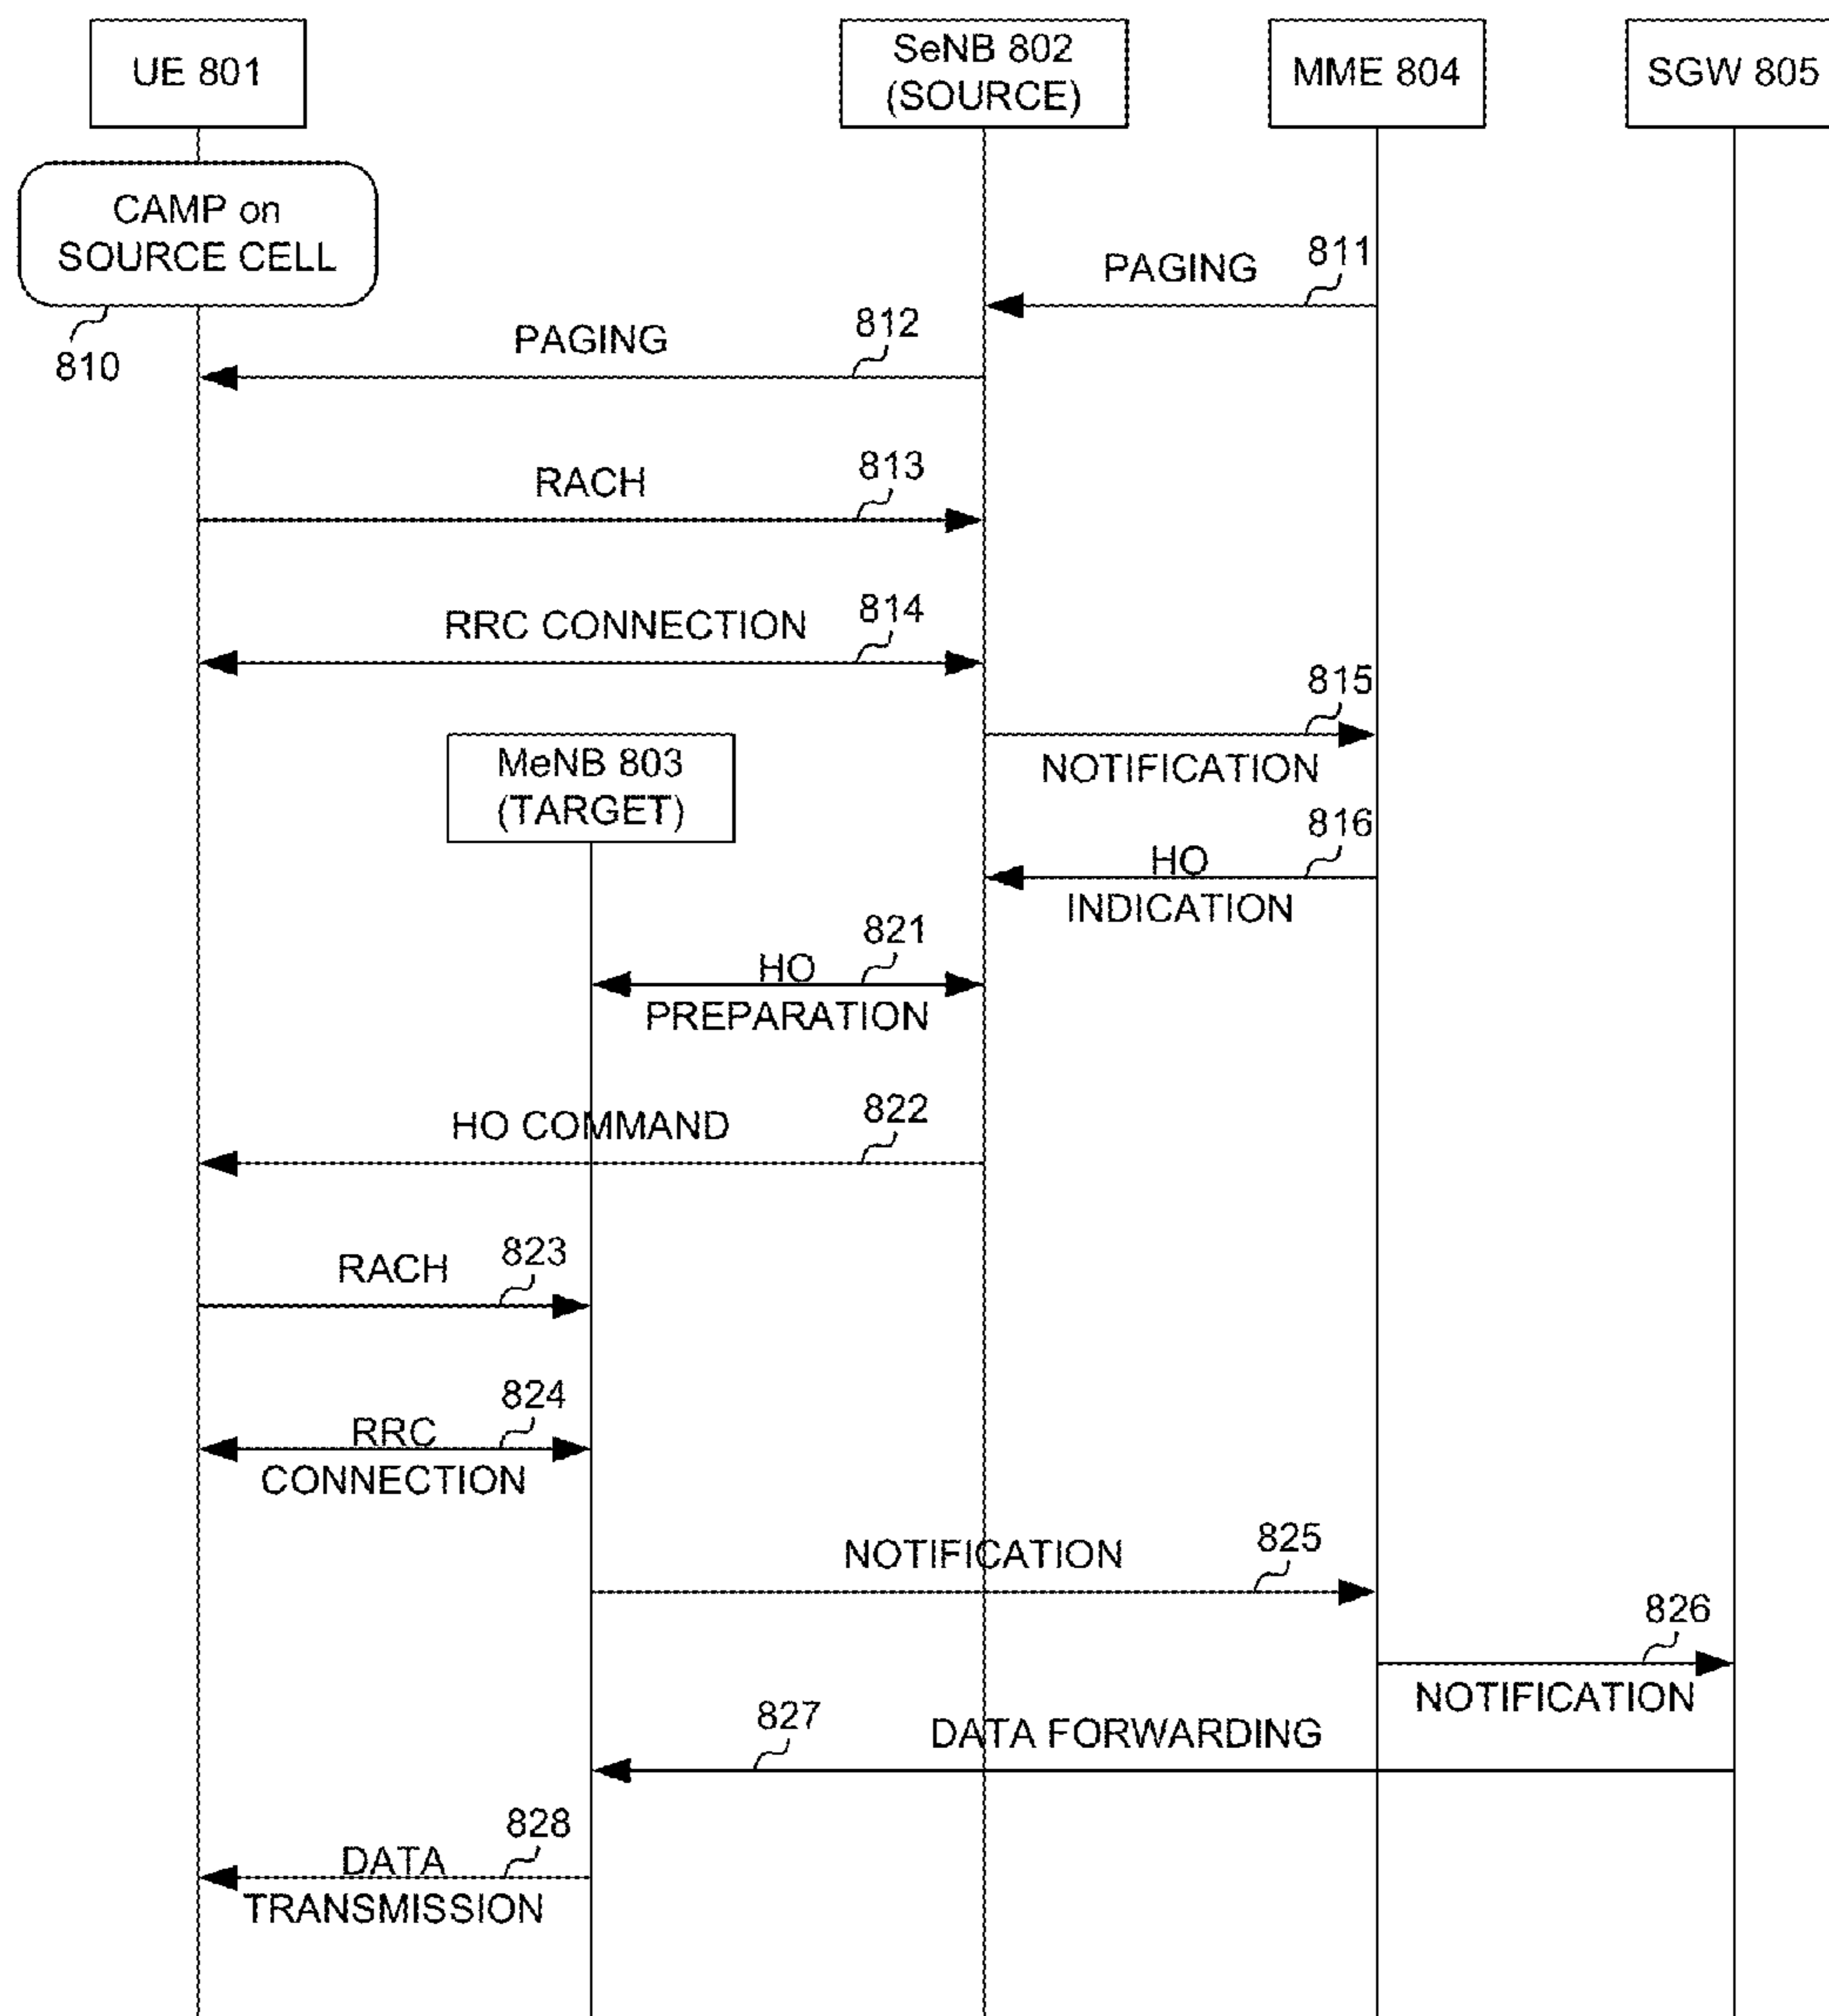 UE 801
SeNB 802
(SOURCE)
MME 804
SGW 805
CAMP on
SOURCE CELL
810
PAGING
811
PAGING
812
RACH
813
RRC CONNECTION
814
815
NOTIFICATION
MeNB 803
(TARGET)
816
HO
INDICATION
821
HO
PREPARATION
HO COMMAND
822
RACH
823
824
RRC
CONNECTION
NOTIFICATION
825
826
NOTIFICATION
827
DATA FORWARDING
828
DATA
TRANSMISSION